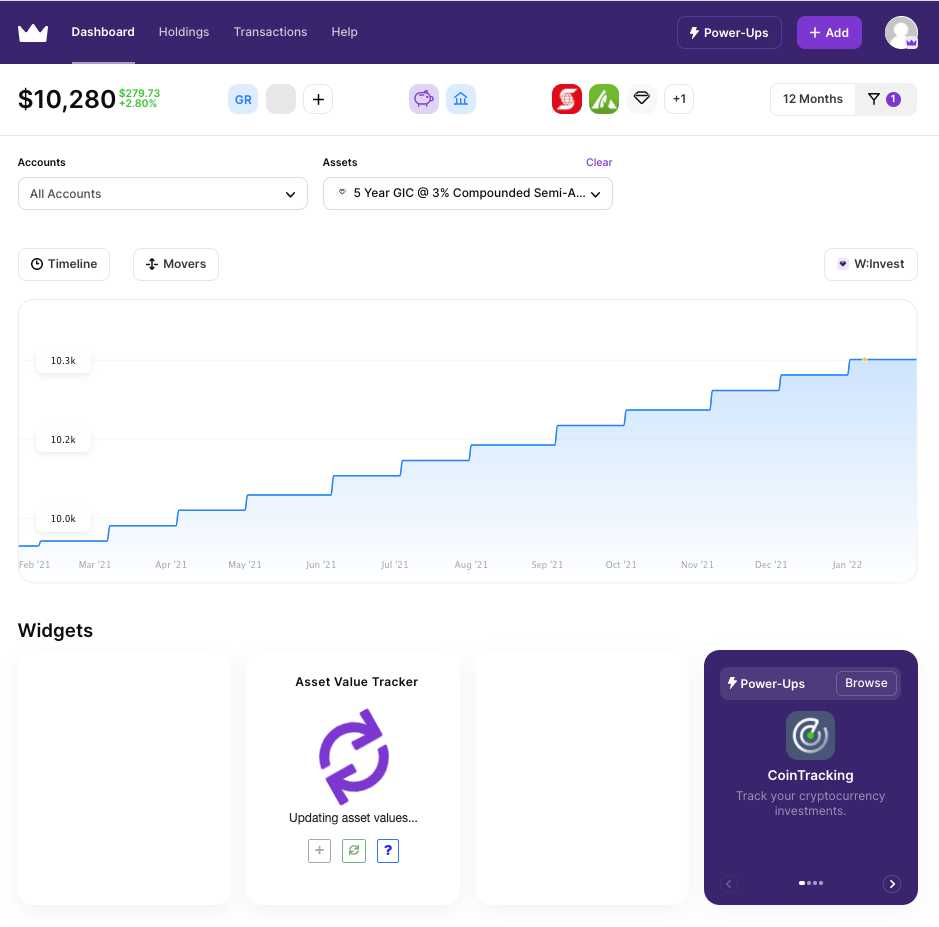 Dashboard Holdings Transactions Help Power-Ups + Add
$10,280 $279.73
+2.80%
GR + +1 12 Months 1
Accounts Assets Clear
All Accounts 5 Year GIC @ 3% Compounded Semi-A...
Timeline Movers W:Invest
10.3k
10.2k
10.0k
Feb '21 Mar '21 Apr '21 May '21 Jun '21 Jul '21 Aug '21 Sep '21 Oct '21 Nov '21 Dec '21 Jan '22
Widgets
Asset Value Tracker
Updating asset values...
+ ?
Power-Ups Browse
CoinTracking
Track your cryptocurrency
investments.